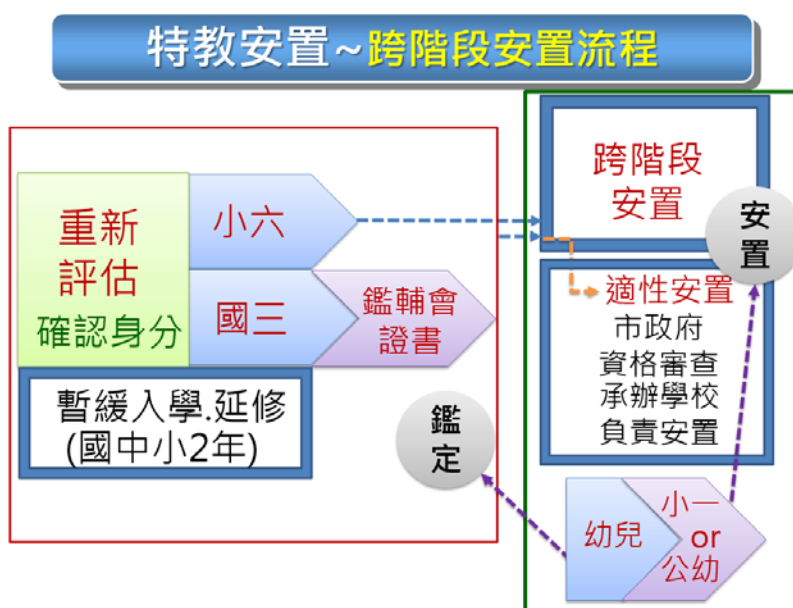 特教安置~跨階段安置流程
重新
評估
確認身分
小六
國三
鑑輔會
證書
暫緩入學.延修
(國中小2年)
鑑
定
跨階段
安置
安
置
適性安置
市政府
資格審查
承辦學校
負責安置
幼兒
小一
or
公幼